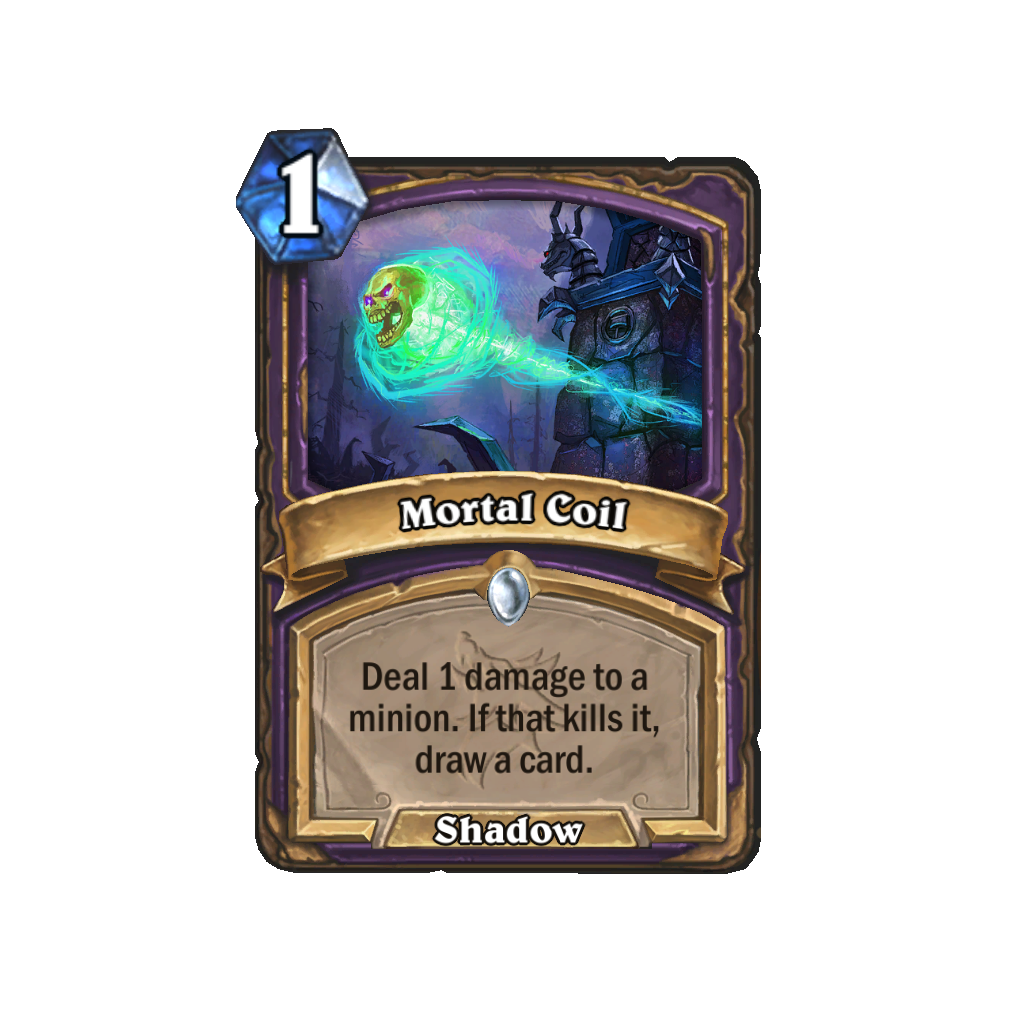 1
Mortal Coil
Deal 1 damage to a
minion. If that kills it,
draw a card.
Shadow